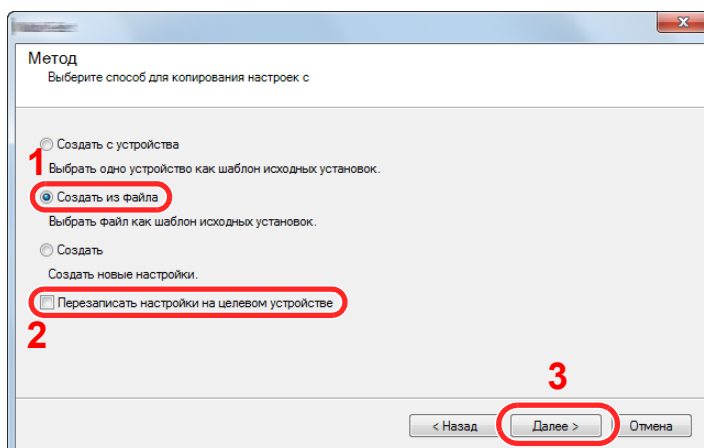 Метод
Выберите способ для копирования настроек с
Создать с устройства
1
Выбрать одно устройство как шаблон исходных установок.
Создать из файла
Выбрать файл как шаблон исходных установок.
Создать
Создать новые настройки.
Перезаписать настройки на целевом устройстве
2
3
< Назад Далее > Отмена